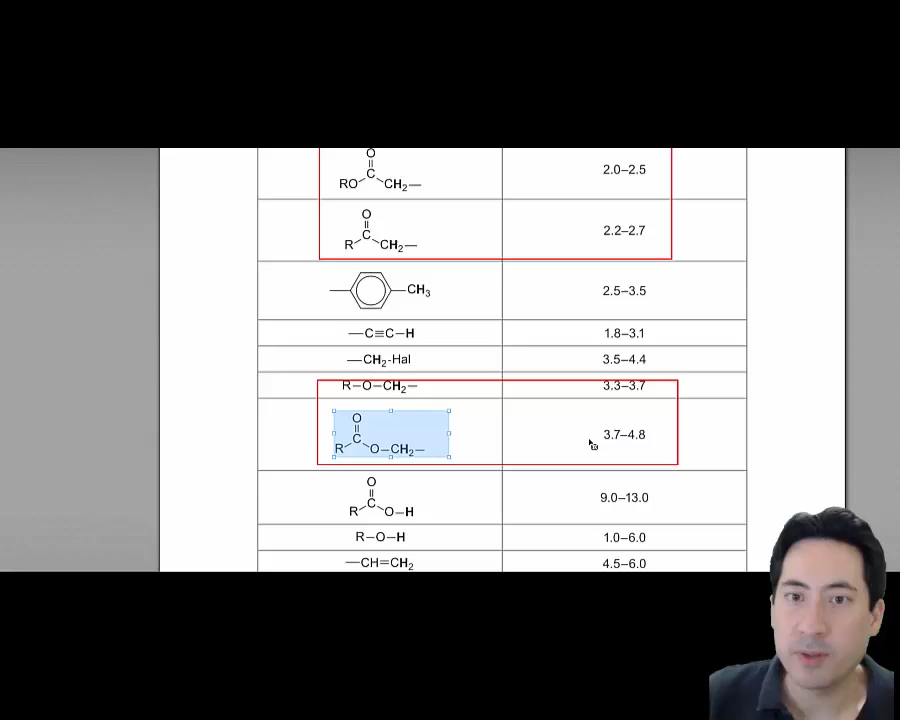 O
C
RO CH2—
2.0–2.5
O
C
R CH2—
2.2–2.7
CH3
2.5–3.5
—C≡C—H
1.8–3.1
—CH2-Hal
3.5–4.4
R—O—CH2—
3.3–3.7
O
C
R O—CH2—
3.7–4.8
O
C
R O—H
9.0–13.0
R—O—H
1.0–6.0
—CH=CH2
4.5–6.0